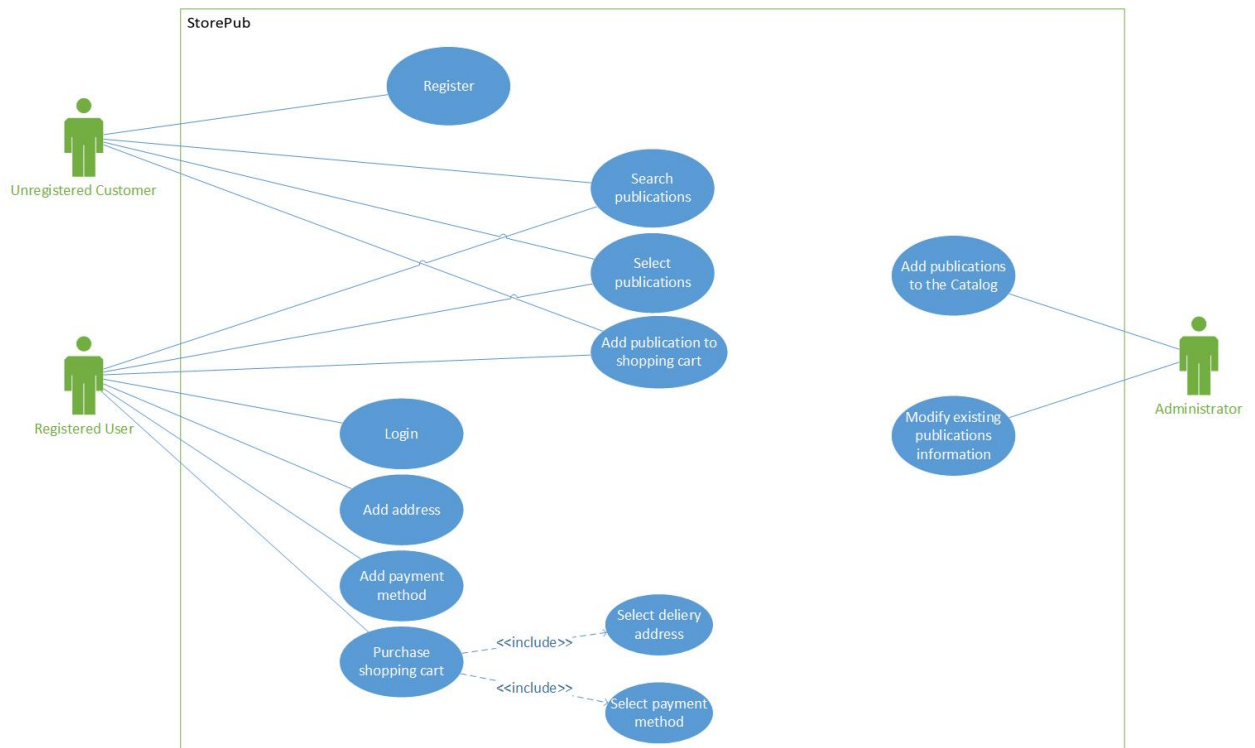 StorePub
Register
Unregistered Customer
Search
publications
Select
publications
Add publications
to the Catalog
Add publication to
shopping cart
Registered User
Administrator
Login
Modify existing
publications
information
Add address
Add payment
method
Purchase
shopping cart
<<include>>
Select deliery
address
<<include>>
Select payment
method